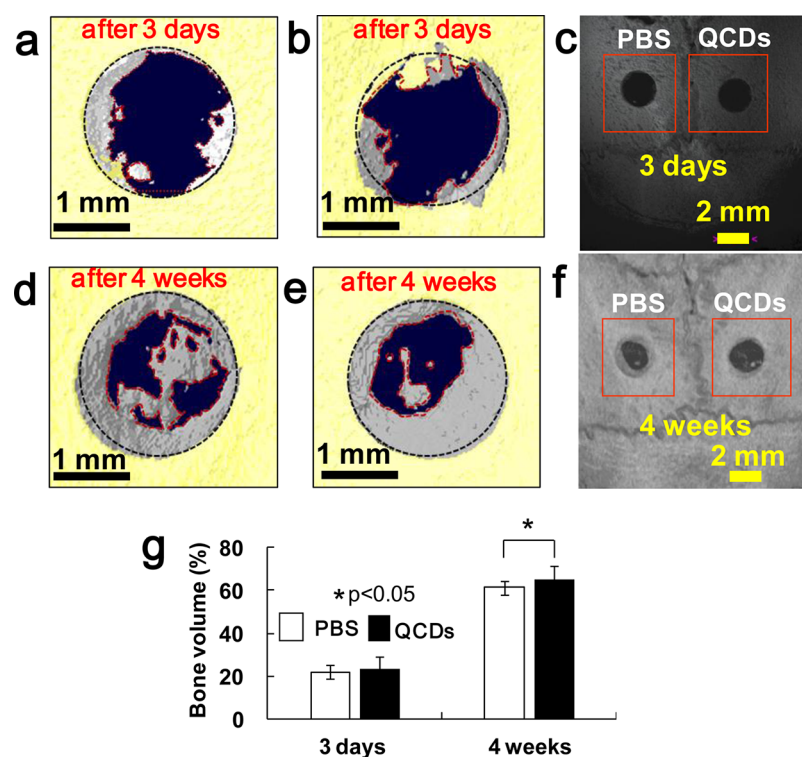 a
after 3 days
1 mm
b
after 3 days
1 mm
c
PBS QCDs
3 days
2 mm
d
after 4 weeks
1 mm
e
after 4 weeks
1 mm
f
PBS QCDs
4 weeks
2 mm
g
Bone volume (%)
80
60
40
20
0
*
*p<0.05
PBS QCDs
3 days 4 weeks